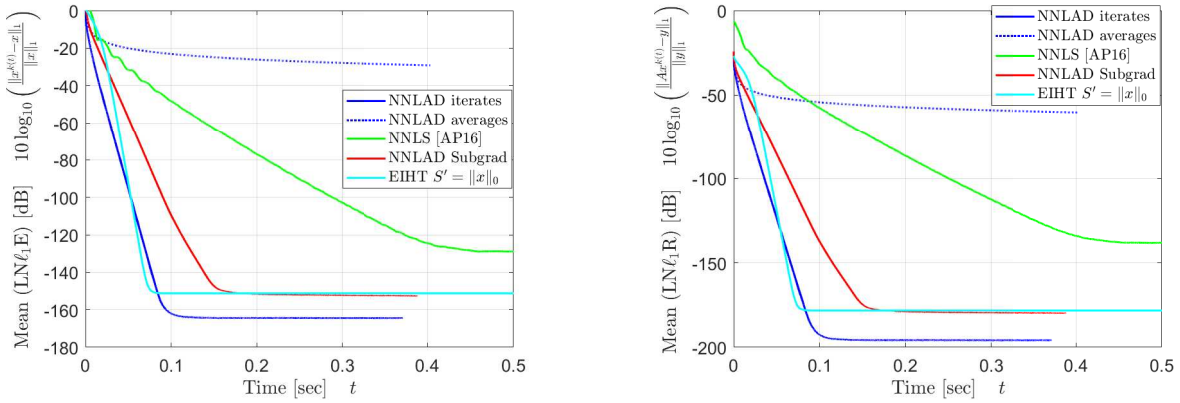 Mean (LNℓ₁E) [dB] 10 log₁₀ (‖x^{k(t)}−x‖₁ / ‖x‖₁)
0
-20
-40
-60
-80
-100
-120
-140
-160
-180
0 0.1 0.2 0.3 0.4 0.5
Time [sec] t
NNLAD iterates
NNLAD averages
NNLS [AP16]
NNLAD Subgrad
EIHT S′ = ‖x‖₀
Mean (LNℓ₁R) [dB] 10 log₁₀ (‖Ax^{k(t)}−y‖₁ / ‖y‖₁)
0
-50
-100
-150
-200
0 0.1 0.2 0.3 0.4 0.5
Time [sec] t
NNLAD iterates
NNLAD averages
NNLS [AP16]
NNLAD Subgrad
EIHT S′ = ‖x‖₀